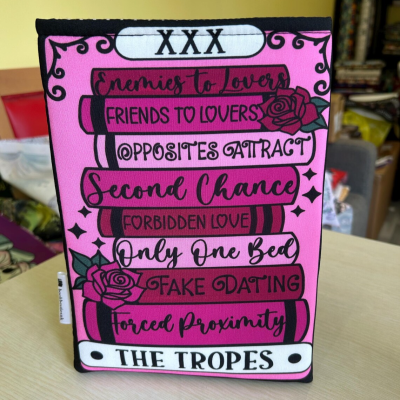 XXX
Enemies to Lovers
FRIENDS TO LOVERS
OPPOSITES ATTRACT
Second Chance
FORBIDDEN LOVE
Only One Bed
FAKE DATING
Forced Proximity
THE TROPES